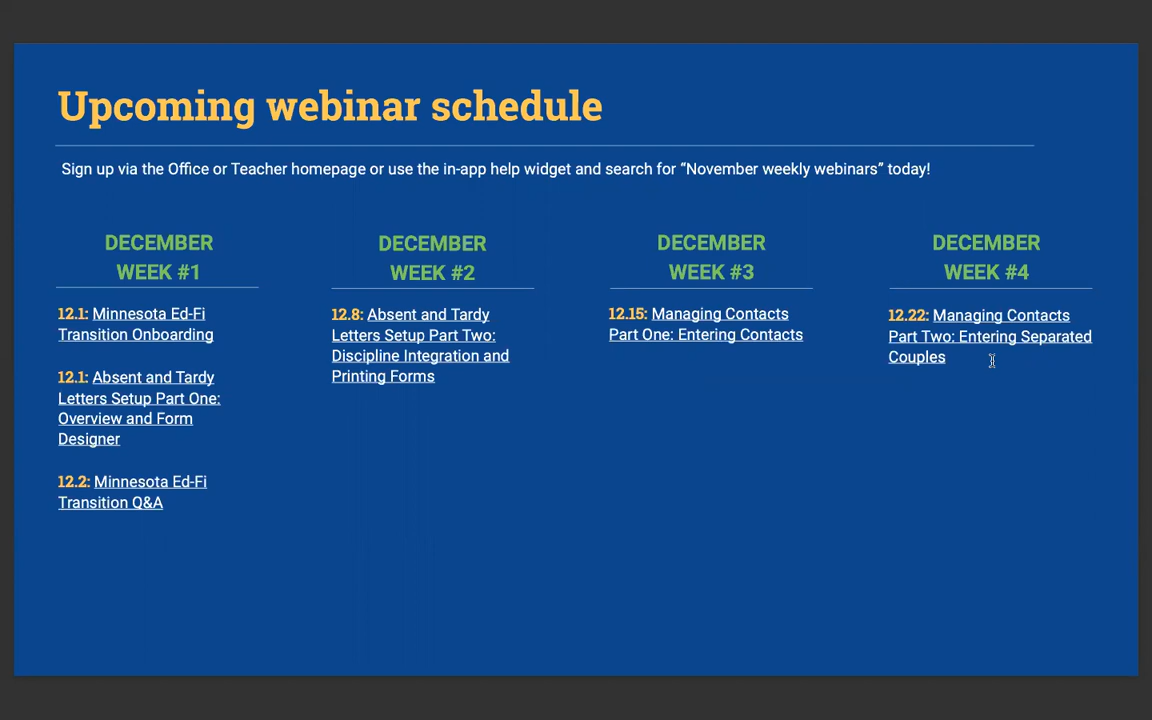 Upcoming webinar schedule
Sign up via the Office or Teacher homepage or use the in-app help widget and search for “November weekly webinars” today!
DECEMBER
WEEK #1
12.1: Minnesota Ed-Fi
Transition Onboarding
12.1: Absent and Tardy
Letters Setup Part One:
Overview and Form
Designer
12.2: Minnesota Ed-Fi
Transition Q&A
DECEMBER
WEEK #2
12.8: Absent and Tardy
Letters Setup Part Two:
Discipline Integration and
Printing Forms
DECEMBER
WEEK #3
12.15: Managing Contacts
Part One: Entering Contacts
DECEMBER
WEEK #4
12.22: Managing Contacts
Part Two: Entering Separated
Couples